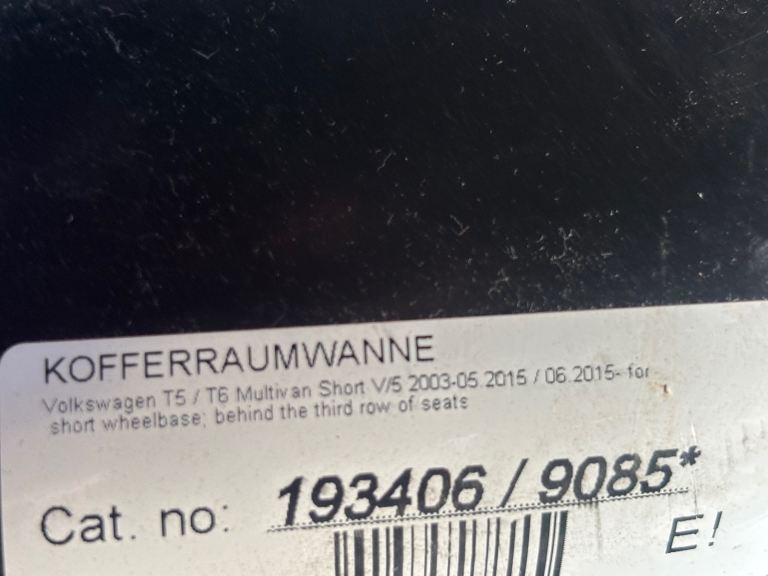 KOFFERRAUMWANNE
Volkswagen T5 / T6 Multivan Short V/5 2003-05.2015 / 06.2015- for
short wheelbase; behind the third row of seats
Cat. no: 193406 / 9085*
E!